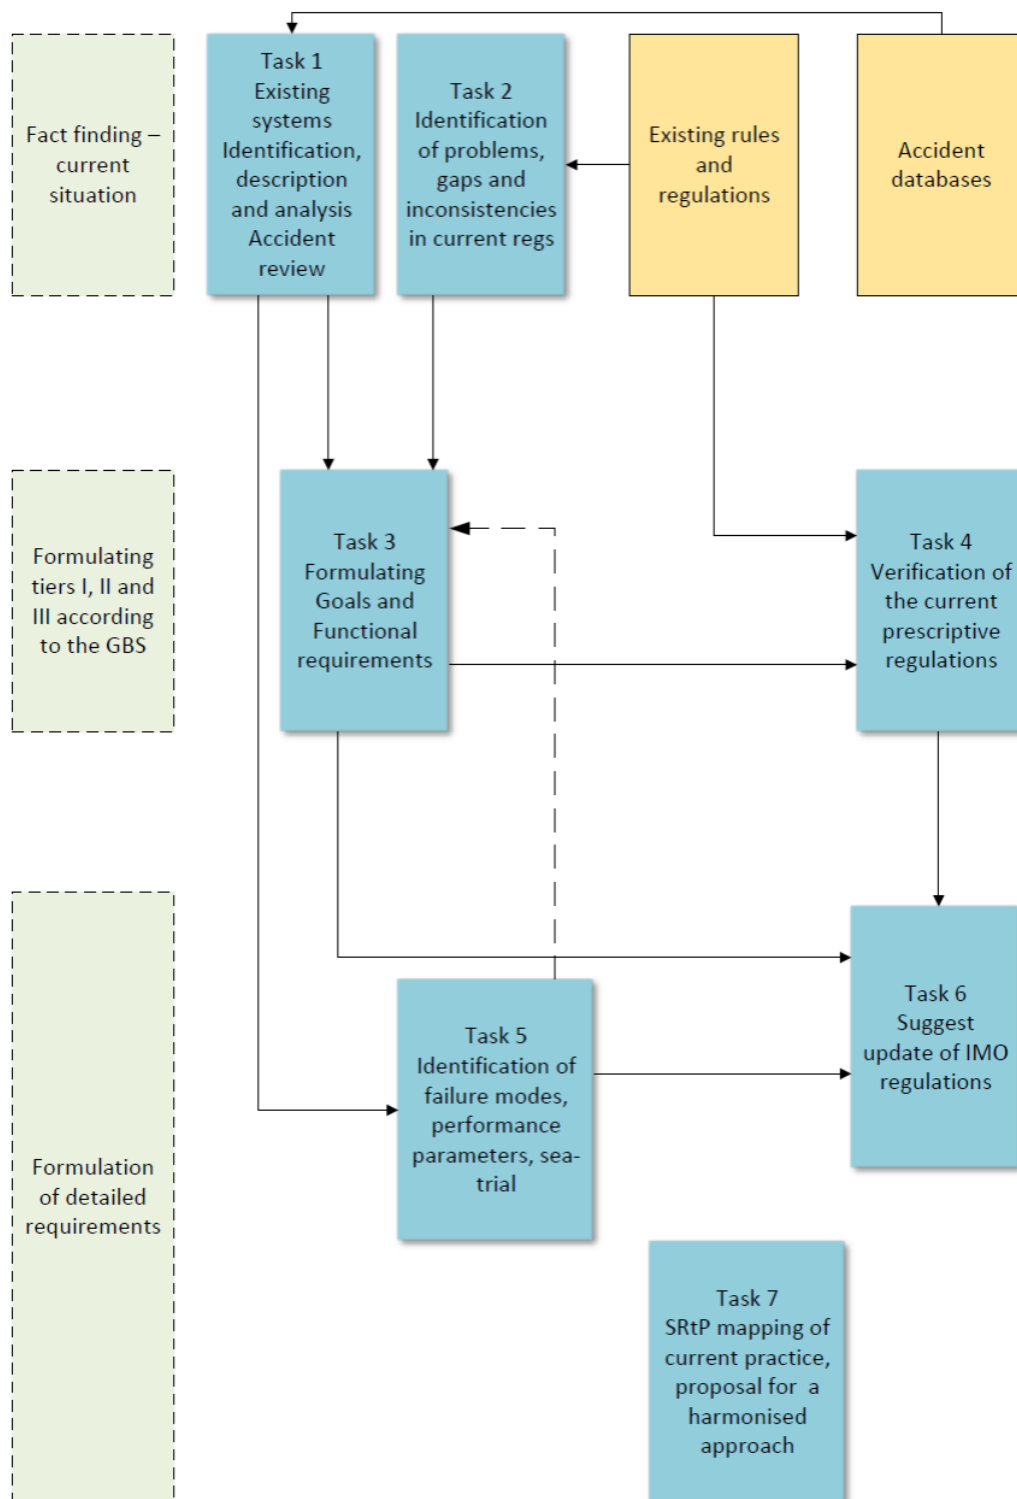 Fact finding –
current
situation
Task 1
Existing
systems
Identification,
description
and analysis
Accident
review
Task 2
Identification
of problems,
gaps and
inconsistencies
in current regs
Existing rules
and
regulations
Accident
databases
Formulating
tiers I, II and
III according
to the GBS
Task 3
Formulating
Goals and
Functional
requirements
Task 4
Verification of
the current
prescriptive
regulations
Formulation
of detailed
requirements
Task 5
Identification of
failure modes,
performance
parameters, sea-
trial
Task 6
Suggest
update of IMO
regulations
Task 7
SRtP mapping of
current practice,
proposal for a
harmonised
approach